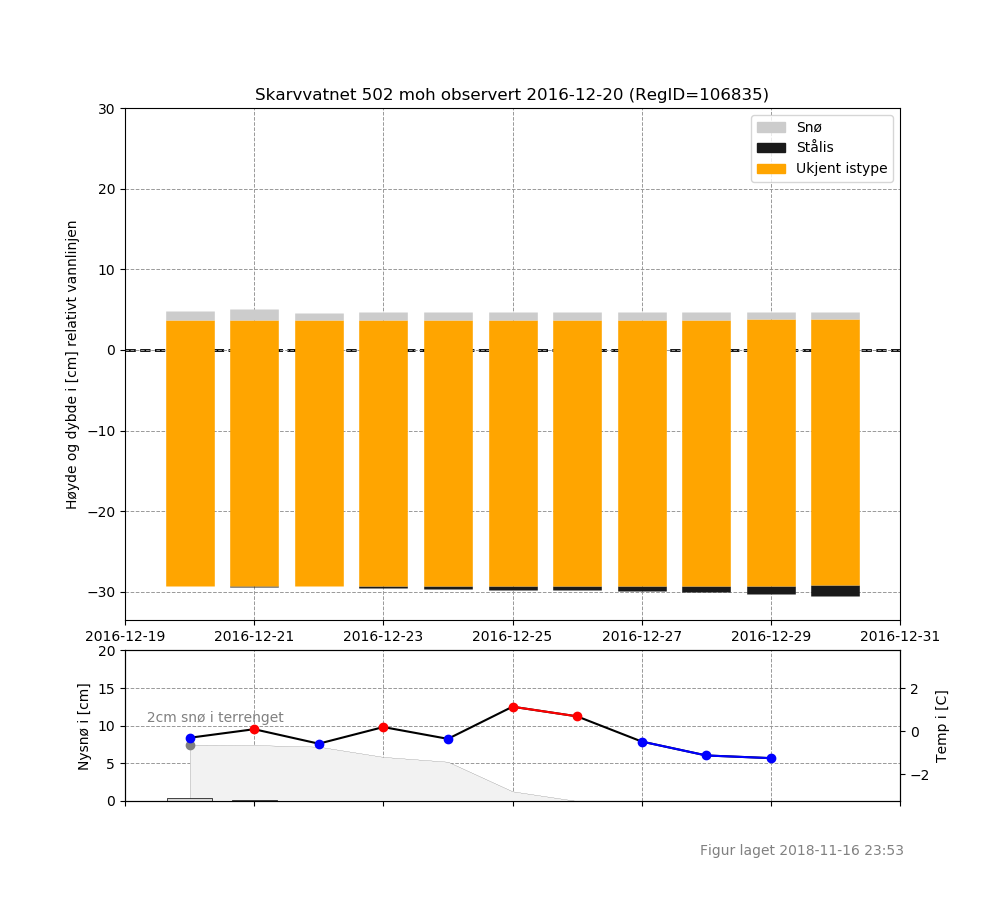 Skarvvatnet 502 moh observert 2016-12-20 (RegID=106835)
30
20
10
0
−10
−20
−30
Høyde og dybde i [cm] relativt vannlinjen
Snø
Stålis
Ukjent istype
2016-12-19 2016-12-21 2016-12-23 2016-12-25 2016-12-27 2016-12-29 2016-12-31
20
15
10
5
0
Nysnø i [cm]
2cm snø i terrenget
2
0
−2
Temp i [C]
Figur laget 2018-11-16 23:53